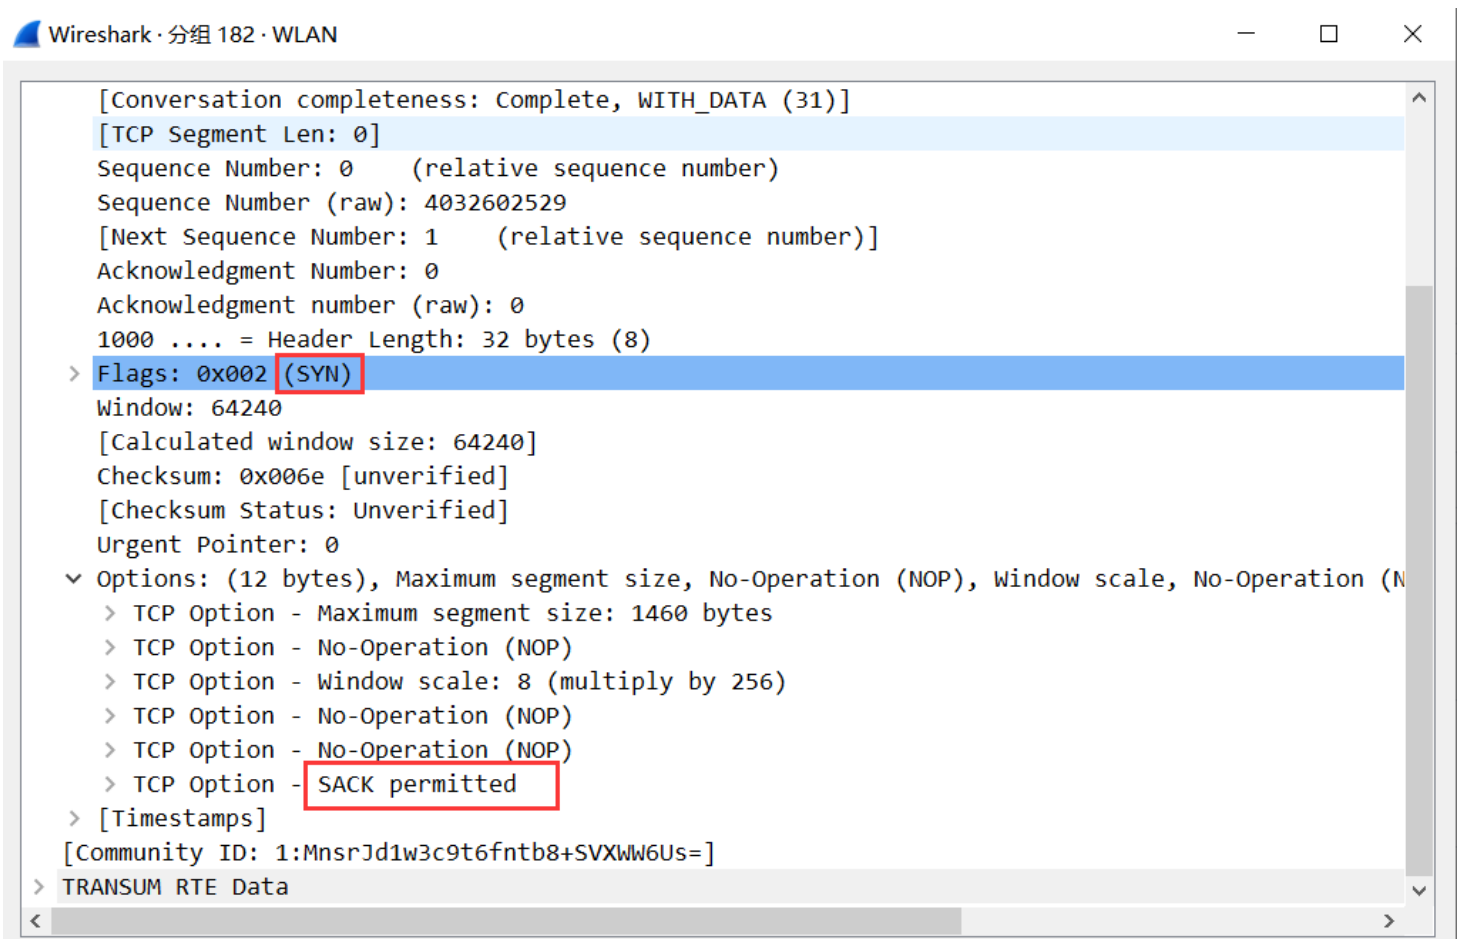 Wireshark · 分组 182 · WLAN
[Conversation completeness: Complete, WITH_DATA (31)]
[TCP Segment Len: 0]
Sequence Number: 0    (relative sequence number)
Sequence Number (raw): 4032602529
[Next Sequence Number: 1    (relative sequence number)]
Acknowledgment Number: 0
Acknowledgment number (raw): 0
1000 .... = Header Length: 32 bytes (8)
Flags: 0x002 (SYN)
Window: 64240
[Calculated window size: 64240]
Checksum: 0x006e [unverified]
[Checksum Status: Unverified]
Urgent Pointer: 0
Options: (12 bytes), Maximum segment size, No-Operation (NOP), Window scale, No-Operation (N
TCP Option - Maximum segment size: 1460 bytes
TCP Option - No-Operation (NOP)
TCP Option - Window scale: 8 (multiply by 256)
TCP Option - No-Operation (NOP)
TCP Option - No-Operation (NOP)
TCP Option - SACK permitted
[Timestamps]
[Community ID: 1:MnsrJd1w3c9t6fntb8+SVXWW6Us=]
TRANSUM RTE Data